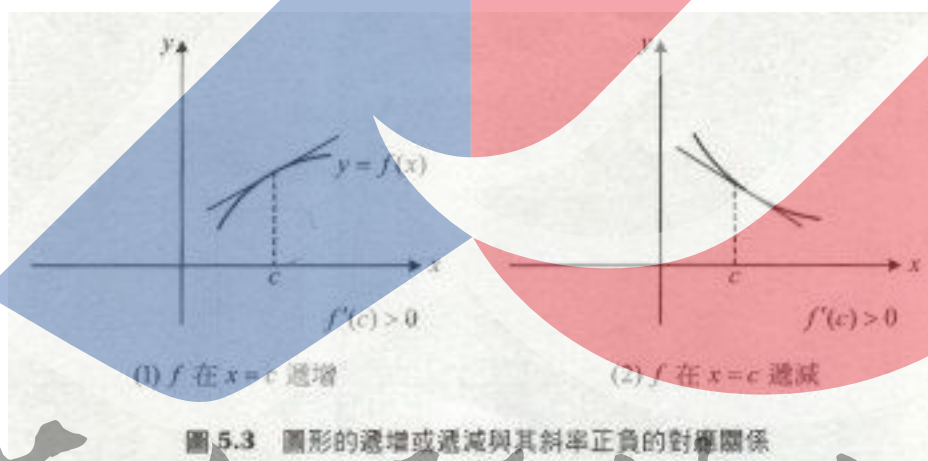 y
y = f(x)
x
c
f'(c) > 0
(1) f 在 x = c 遞增
y
x
c
f'(c) > 0
(2) f 在 x = c 遞減
圖 5.3 圖形的遞增或遞減與其斜率正負的對應關係